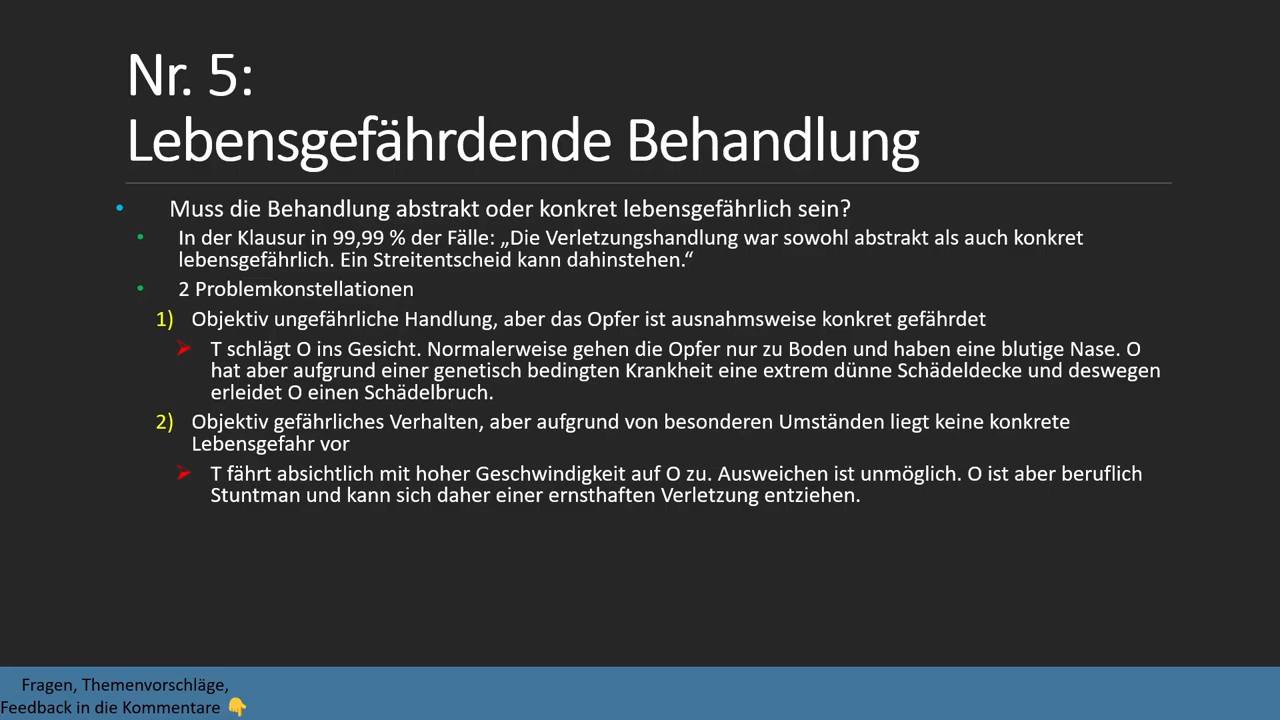 Nr. 5:
Lebensgefährdende Behandlung
• Muss die Behandlung abstrakt oder konkret lebensgefährlich sein?
• In der Klausur in 99,99 % der Fälle: „Die Verletzungshandlung war sowohl abstrakt als auch konkret
lebensgefährlich. Ein Streitentscheid kann dahinstehen.“
• 2 Problemkonstellationen
1) Objektiv ungefährliche Handlung, aber das Opfer ist ausnahmsweise konkret gefährdet
➤ T schlägt O ins Gesicht. Normalerweise gehen die Opfer nur zu Boden und haben eine blutige Nase. O
hat aber aufgrund einer genetisch bedingten Krankheit eine extrem dünne Schädeldecke und deswegen
erleidet O einen Schädelbruch.
2) Objektiv gefährliches Verhalten, aber aufgrund von besonderen Umständen liegt keine konkrete
Lebensgefahr vor
➤ T fährt absichtlich mit hoher Geschwindigkeit auf O zu. Ausweichen ist unmöglich. O ist aber beruflich
Stuntman und kann sich daher einer ernsthaften Verletzung entziehen.
Fragen, Themenvorschläge,
Feedback in die Kommentare 👇